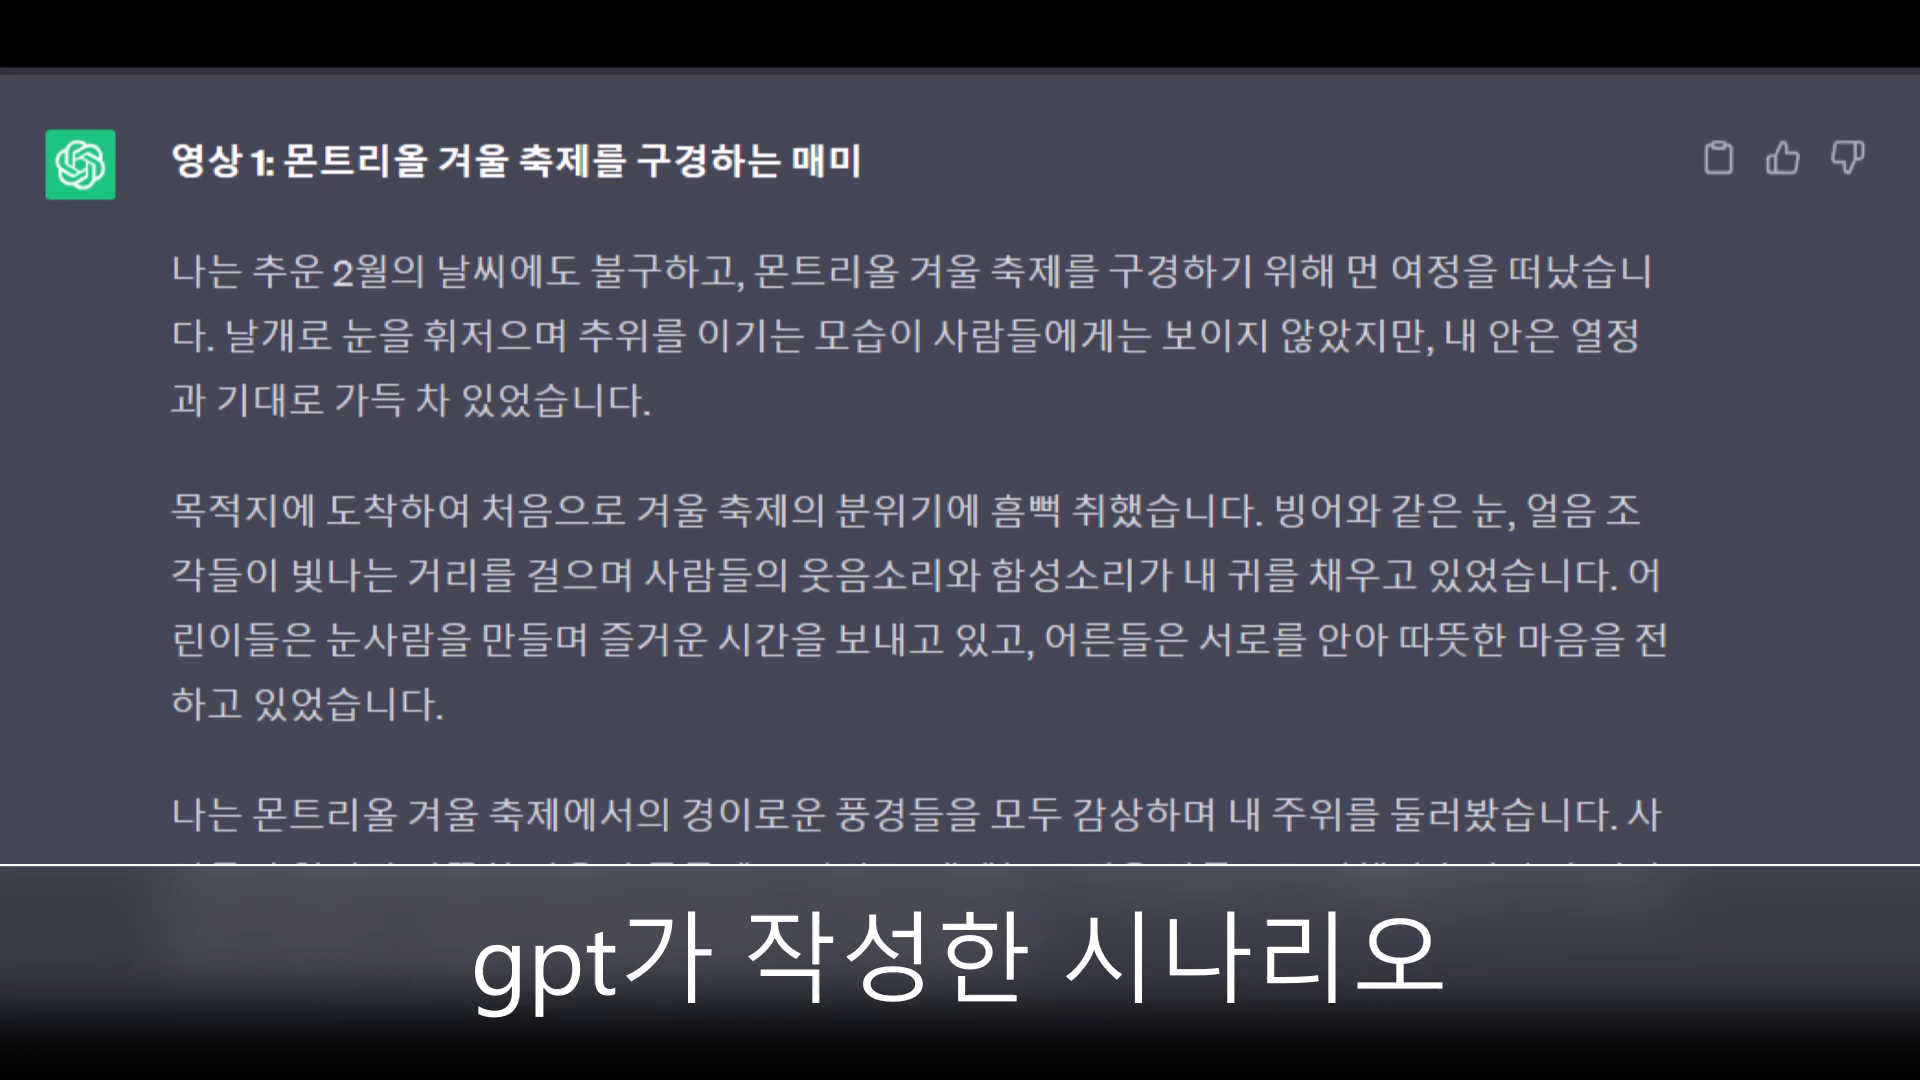 영상 1: 몬트리올 겨울 축제를 구경하는 매미
나는 추운 2월의 날씨에도 불구하고, 몬트리올 겨울 축제를 구경하기 위해 먼 여정을 떠났습니
다. 날개로 눈을 휘저으며 추위를 이기는 모습이 사람들에게는 보이지 않았지만, 내 안은 열정
과 기대로 가득 차 있었습니다.
목적지에 도착하여 처음으로 겨울 축제의 분위기에 흠뻑 취했습니다. 빙어와 같은 눈, 얼음 조
각들이 빛나는 거리를 걸으며 사람들의 웃음소리와 함성소리가 내 귀를 채우고 있었습니다. 어
린이들은 눈사람을 만들며 즐거운 시간을 보내고 있고, 어른들은 서로를 안아 따뜻한 마음을 전
하고 있었습니다.
나는 몬트리올 겨울 축제에서의 경이로운 풍경들을 모두 감상하며 내 주위를 둘러봤습니다. 사
gpt가 작성한 시나리오